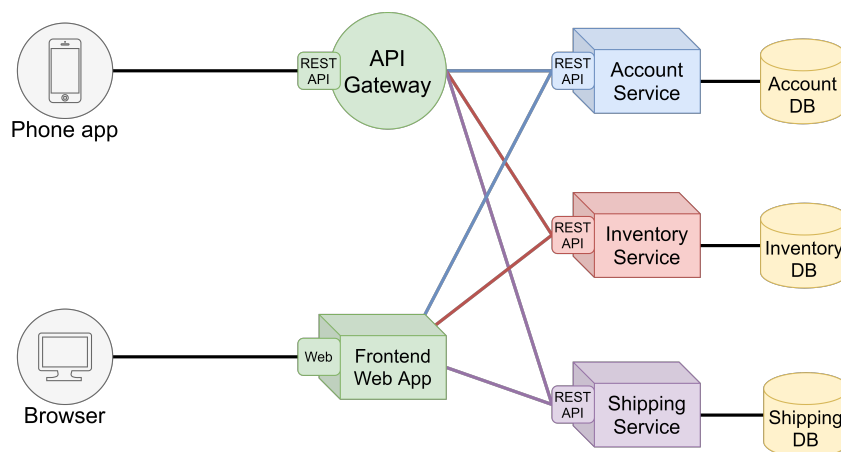 Phone app
REST
API
API
Gateway
REST
API
Account
Service
Account
DB
REST
API
Inventory
Service
Inventory
DB
Browser
Web
Frontend
Web App
REST
API
Shipping
Service
Shipping
DB